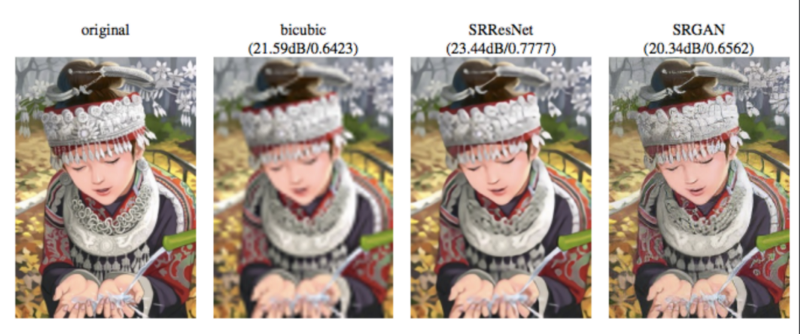 original
bicubic
(21.59dB/0.6423)
SRResNet
(23.44dB/0.7777)
SRGAN
(20.34dB/0.6562)